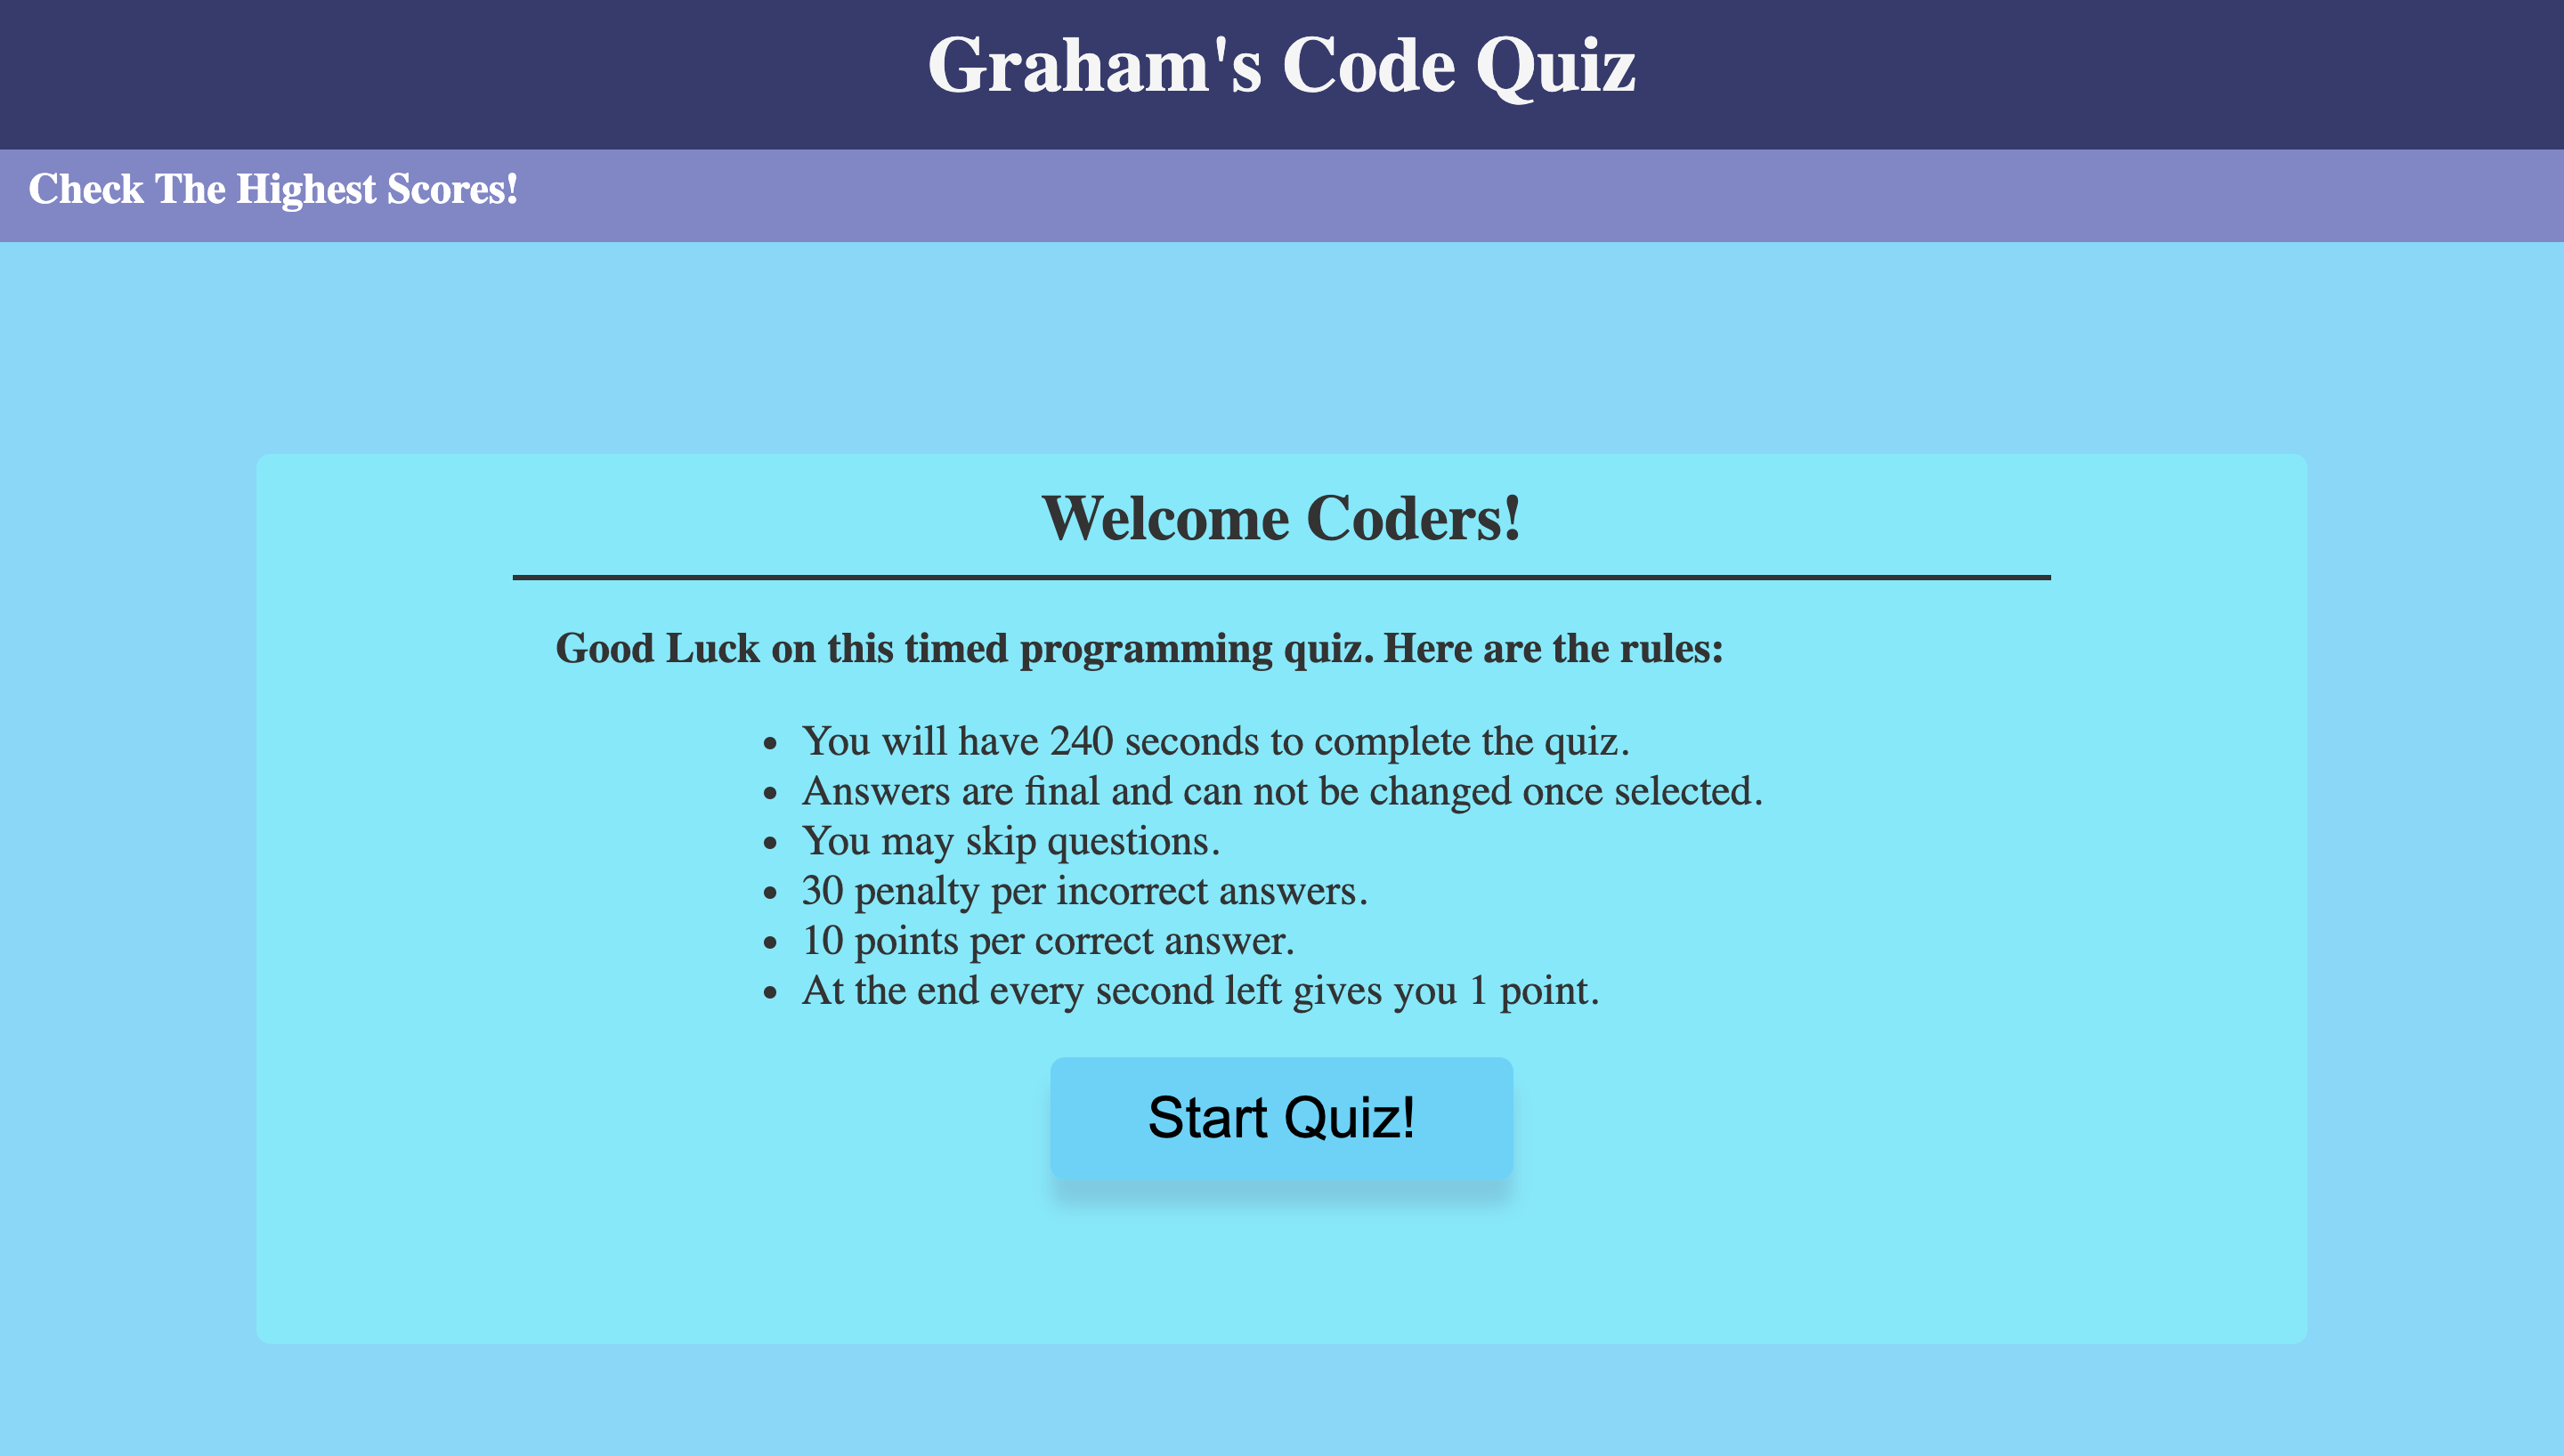 Graham's Code Quiz
Check The Highest Scores!
Welcome Coders!
Good Luck on this timed programming quiz. Here are the rules:
• You will have 240 seconds to complete the quiz.
• Answers are final and can not be changed once selected.
• You may skip questions.
• 30 penalty per incorrect answers.
• 10 points per correct answer.
• At the end every second left gives you 1 point.
Start Quiz!